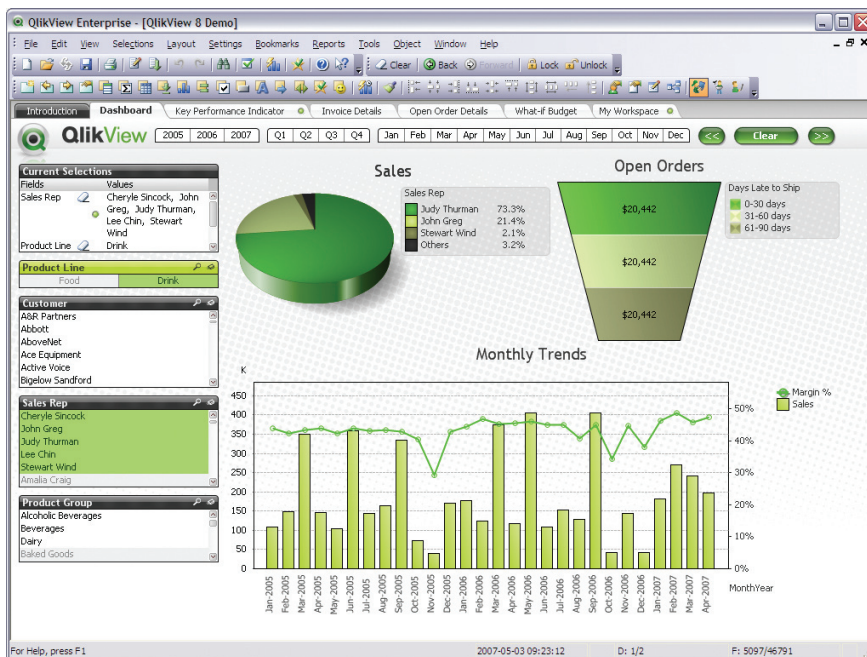 QlikView Enterprise - [QlikView 8 Demo]
File Edit View Selections Layout Settings Bookmarks Reports Tools Object Window Help
Clear Back Forward Lock Unlock
Introduction Dashboard Key Performance Indicator Invoice Details Open Order Details What-if Budget My Workspace
QlikView 2005 2006 2007 Q1 Q2 Q3 Q4 Jan Feb Mar Apr May Jun Jul Aug Sep Oct Nov Dec << Clear >>
Current Selections
Fields Values
Sales Rep Cheryle Sincock, John
Greg, Judy Thurman,
Lee Chin, Stewart
Wind
Product Line Drink
Product Line
Food Drink
Customer
A&R Partners
Abbott
AboveNet
Ace Equipment
Active Voice
Bigelow Sandford
Sales Rep
Cheryle Sincock
John Greg
Judy Thurman
Lee Chin
Stewart Wind
Amalia Craig
Product Group
Alcoholic Beverages
Beverages
Dairy
Baked Goods
Sales
Sales Rep
Judy Thurman 73.3%
John Greg 21.4%
Stewart Wind 2.1%
Others 3.2%
Open Orders
$20,442
$20,442
$20,442
Days Late to Ship
0-30 days
31-60 days
61-90 days
Monthly Trends
K
450
400
350
300
250
200
150
100
50
0
50%
40%
30%
20%
10%
0%
Margin %
Sales
Jan-2005 Feb-2005 Mar-2005 Apr-2005 May-2005 Jun-2005 Jul-2005 Aug-2005 Sep-2005 Oct-2005 Nov-2005 Dec-2005 Jan-2006 Feb-2006 Mar-2006 Apr-2006 May-2006 Jun-2006 Jul-2006 Aug-2006 Sep-2006 Oct-2006 Nov-2006 Dec-2006 Jan-2007 Feb-2007 Mar-2007 Apr-2007
MonthYear
For Help, press F1 2007-05-03 09:23:12 D: 1/2 F: 5097/46791